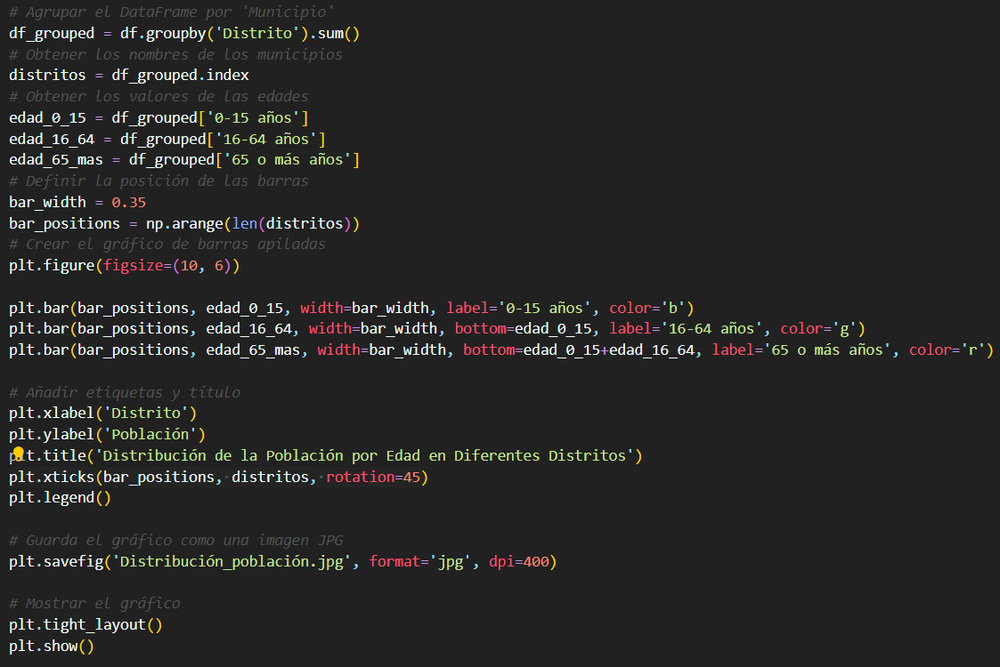 # Agrupar el DataFrame por 'Municipio'
df_grouped = df.groupby('Distrito').sum()
# Obtener los nombres de los municipios
distritos = df_grouped.index
# Obtener los valores de las edades
edad_0_15 = df_grouped['0-15 años']
edad_16_64 = df_grouped['16-64 años']
edad_65_mas = df_grouped['65 o más años']
# Definir la posición de las barras
bar_width = 0.35
bar_positions = np.arange(len(distritos))
# Crear el gráfico de barras apiladas
plt.figure(figsize=(10, 6))
plt.bar(bar_positions, edad_0_15, width=bar_width, label='0-15 años', color='b')
plt.bar(bar_positions, edad_16_64, width=bar_width, bottom=edad_0_15, label='16-64 años', color='g')
plt.bar(bar_positions, edad_65_mas, width=bar_width, bottom=edad_0_15+edad_16_64, label='65 o más años', color='r')
# Añadir etiquetas y título
plt.xlabel('Distrito')
plt.ylabel('Población')
plt.title('Distribución de la Población por Edad en Diferentes Distritos')
plt.xticks(bar_positions, distritos, rotation=45)
plt.legend()
# Guarda el gráfico como una imagen JPG
plt.savefig('Distribución_población.jpg', format='jpg', dpi=400)
# Mostrar el gráfico
plt.tight_layout()
plt.show()